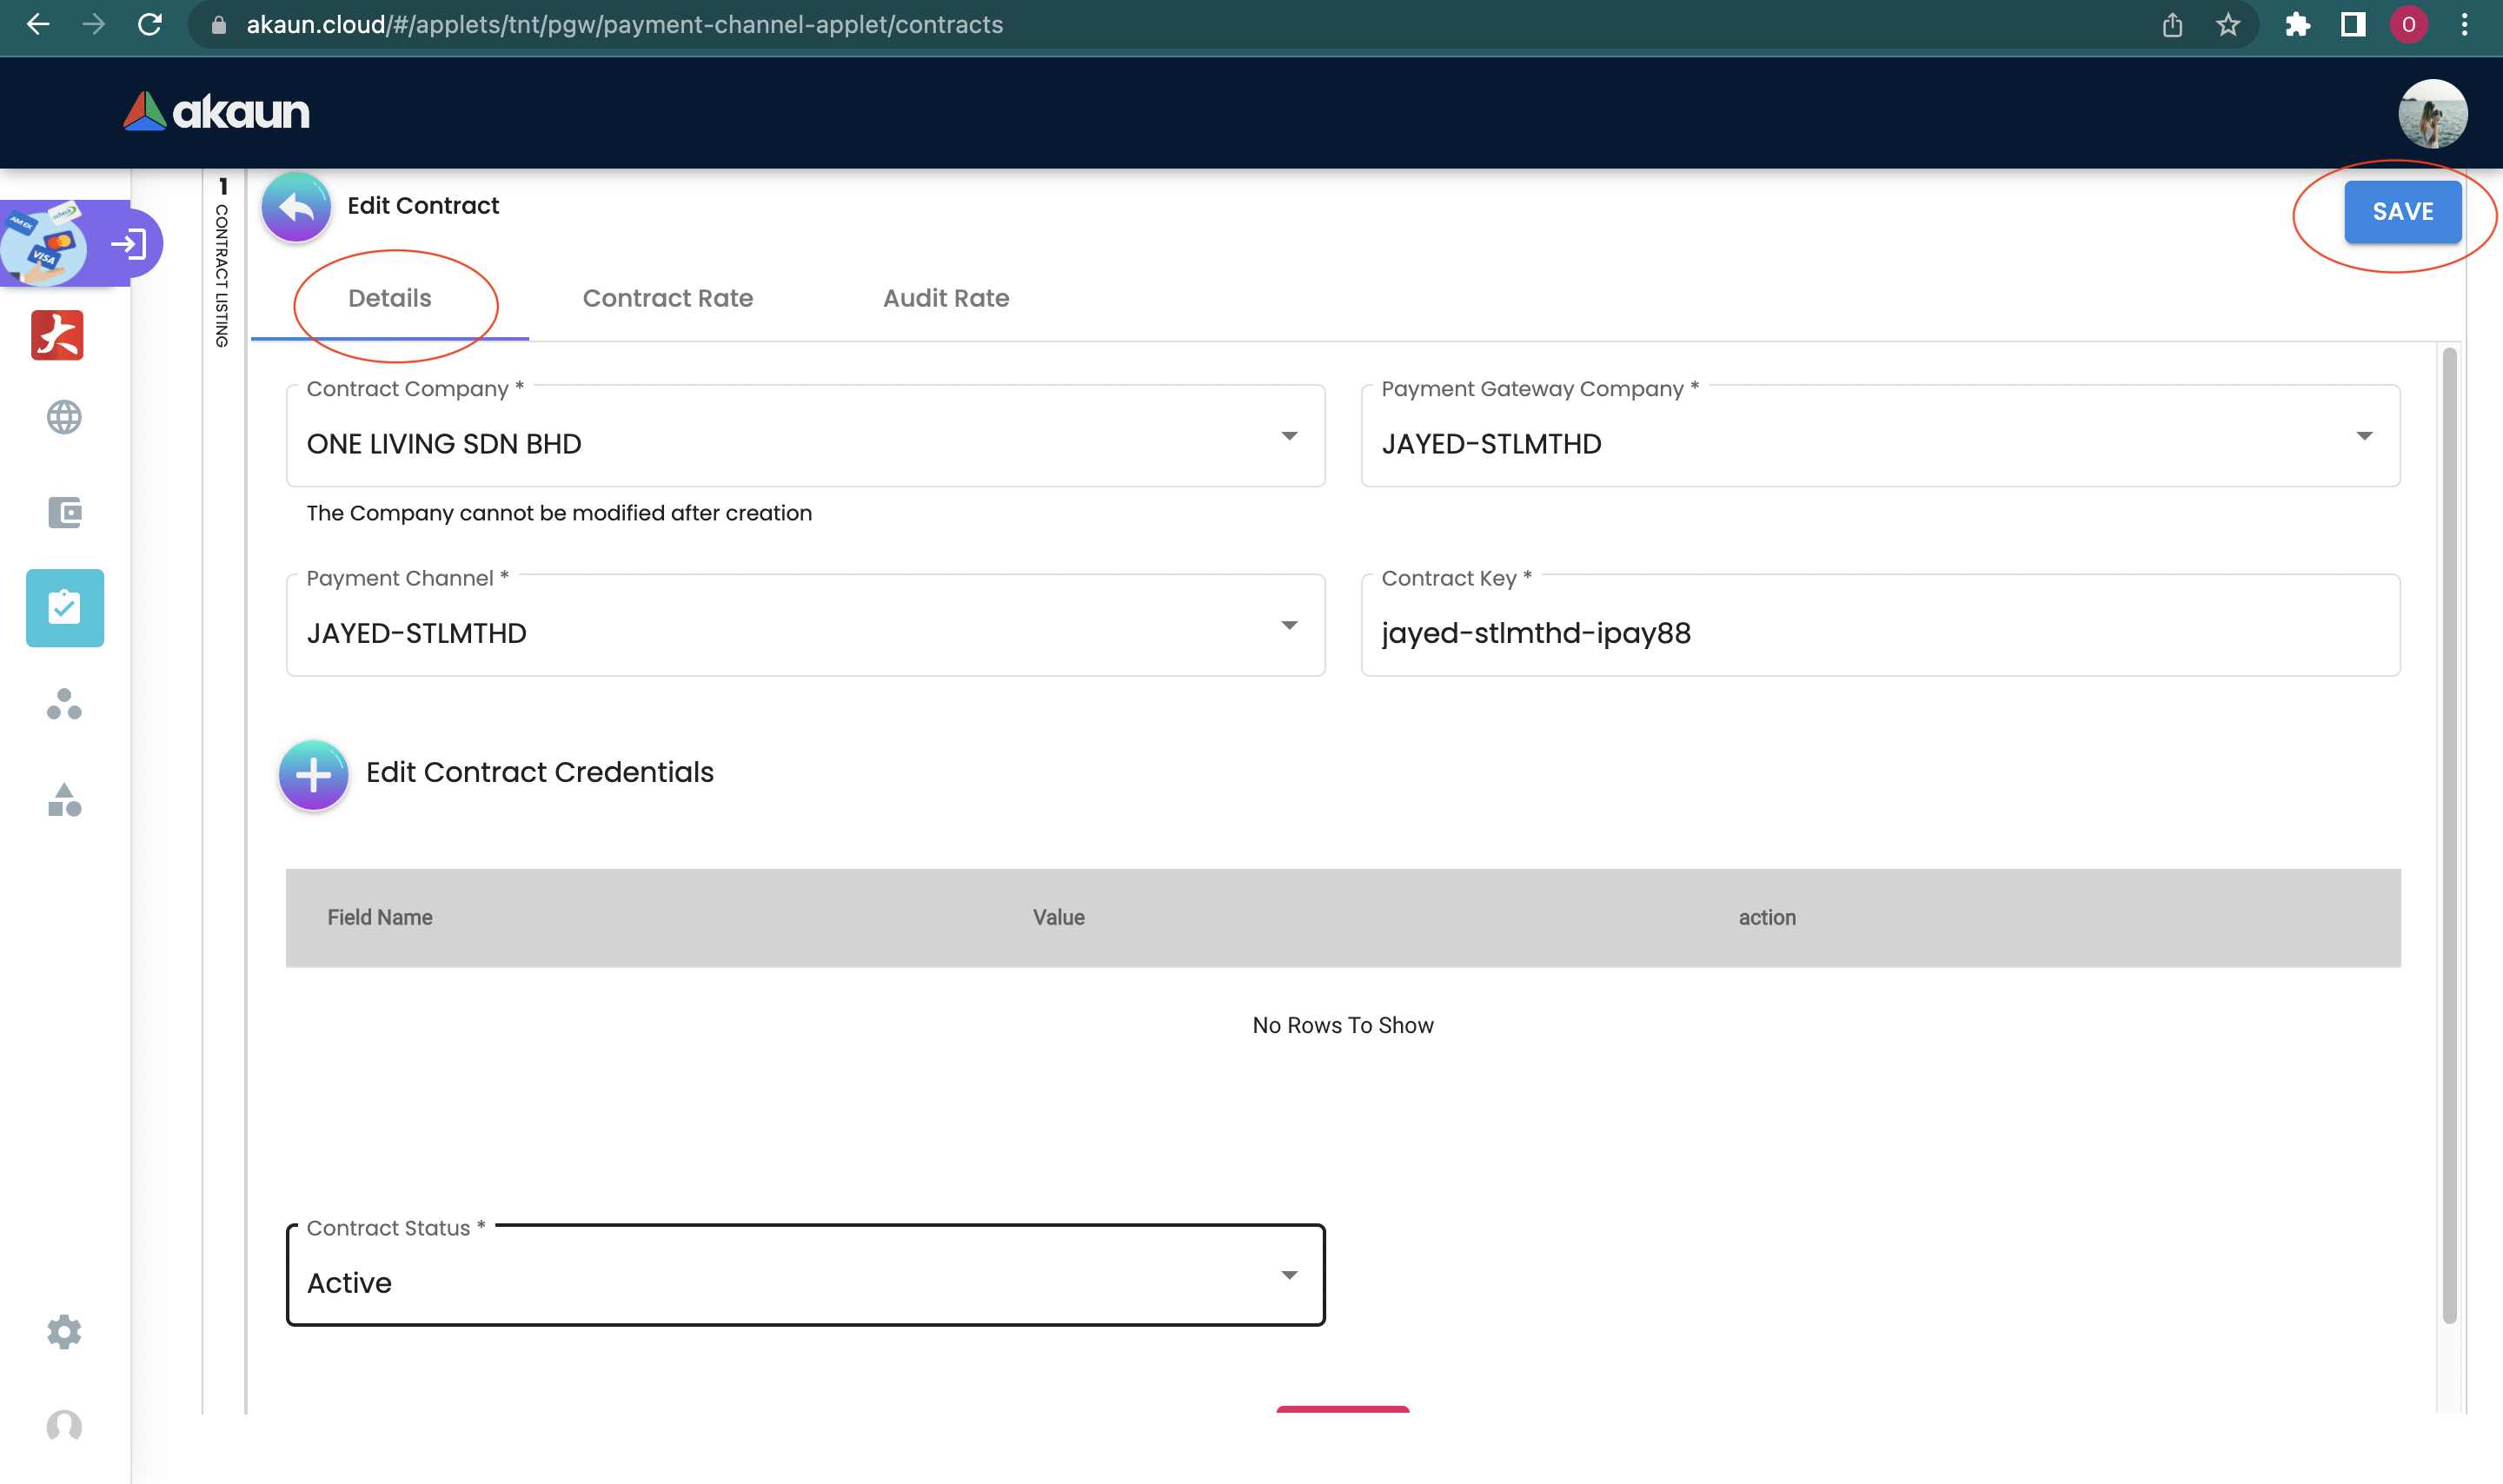 akaun.cloud/#/applets/tnt/pgw/payment-channel-applet/contracts
O
akaun
AMEX
VISA
1 CONTRACT LISTING
Edit Contract
SAVE
Details
Contract Rate
Audit Rate
Contract Company *
ONE LIVING SDN BHD
The Company cannot be modified after creation
Payment Gateway Company *
JAYED-STLMTHD
Payment Channel *
JAYED-STLMTHD
Contract Key *
jayed-stlmthd-ipay88
Edit Contract Credentials
Field Name
Value
action
No Rows To Show
Contract Status *
Active